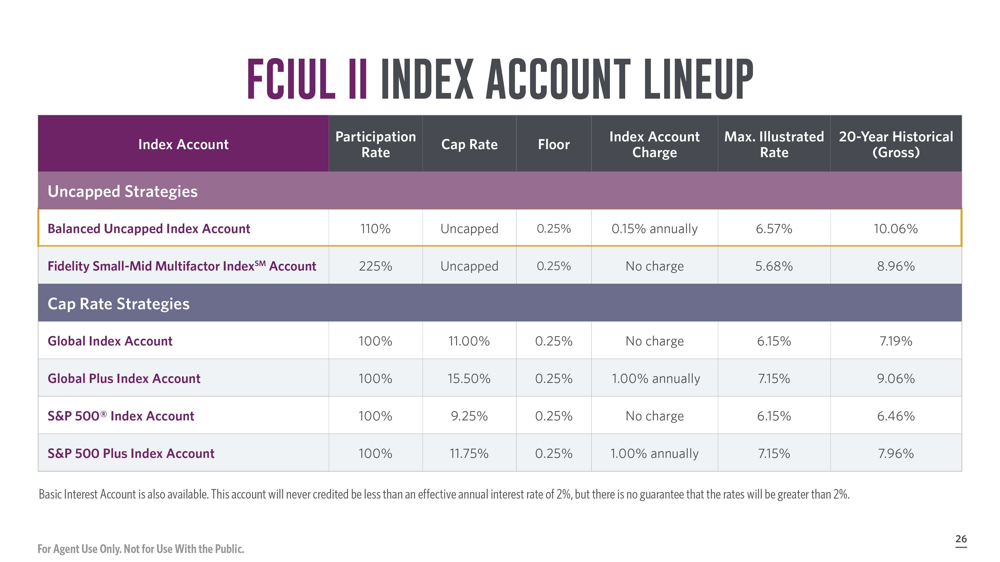 FCIUL II INDEX ACCOUNT LINEUP
Index Account | Participation Rate | Cap Rate | Floor | Index Account Charge | Max. Illustrated Rate | 20-Year Historical (Gross)
Uncapped Strategies
Balanced Uncapped Index Account | 110% | Uncapped | 0.25% | 0.15% annually | 6.57% | 10.06%
Fidelity Small-Mid Multifactor Index℠ Account | 225% | Uncapped | 0.25% | No charge | 5.68% | 8.96%
Cap Rate Strategies
Global Index Account | 100% | 11.00% | 0.25% | No charge | 6.15% | 7.19%
Global Plus Index Account | 100% | 15.50% | 0.25% | 1.00% annually | 7.15% | 9.06%
S&P 500® Index Account | 100% | 9.25% | 0.25% | No charge | 6.15% | 6.46%
S&P 500 Plus Index Account | 100% | 11.75% | 0.25% | 1.00% annually | 7.15% | 7.96%
Basic Interest Account is also available. This account will never credited be less than an effective annual interest rate of 2%, but there is no guarantee that the rates will be greater than 2%.
26
For Agent Use Only. Not for Use With the Public.